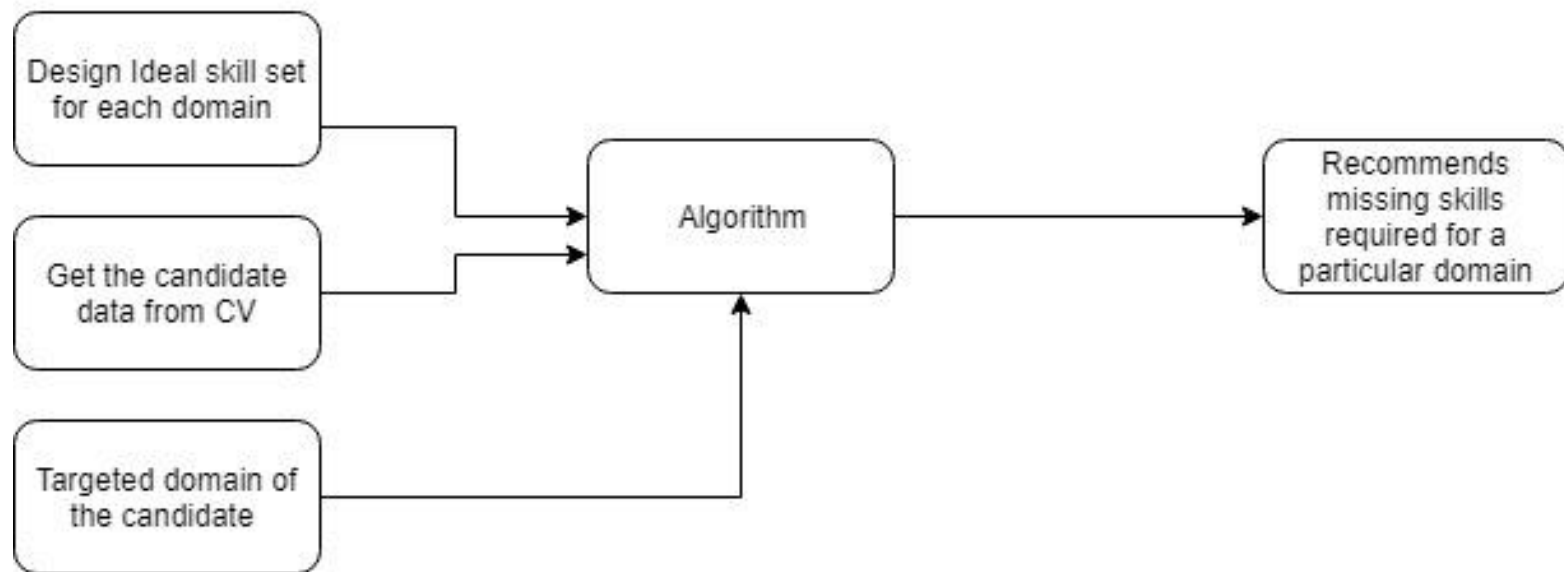 Design Ideal skill set
for each domain
Get the candidate
data from CV
Targeted domain of
the candidate
Algorithm
Recommends
missing skills
required for a
particular domain